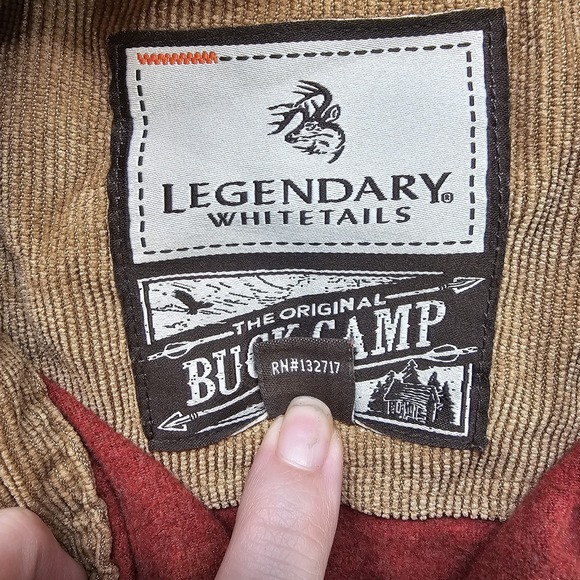 LEGENDARY®
WHITETAILS
THE ORIGINAL
BUCK CAMP
RN#132717